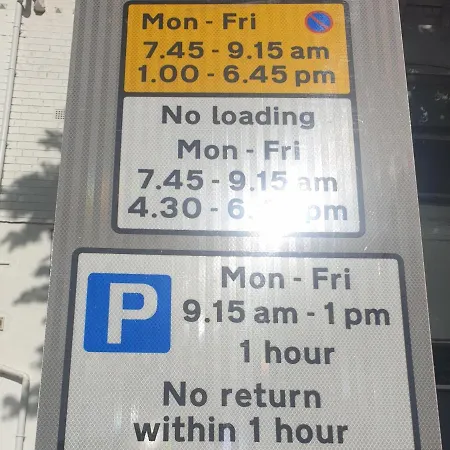 Mon - Fri
7.45 - 9.15 am
1.00 - 6.45 pm
No loading
Mon - Fri
7.45 - 9.15 am
4.30 - pm
P
Mon - Fri
9.15 am - 1 pm
1 hour
No return
within 1 hour